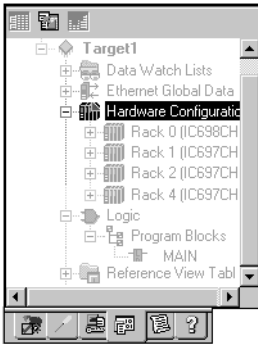 Target1
Data Watch Lists
Ethernet Global Data
Hardware Configuratic
Rack 0 (IC698CH
Rack 1 (IC697CH
Rack 2 (IC697CH
Rack 4 (IC697CH
Logic
Program Blocks
MAIN
Reference View Tabl